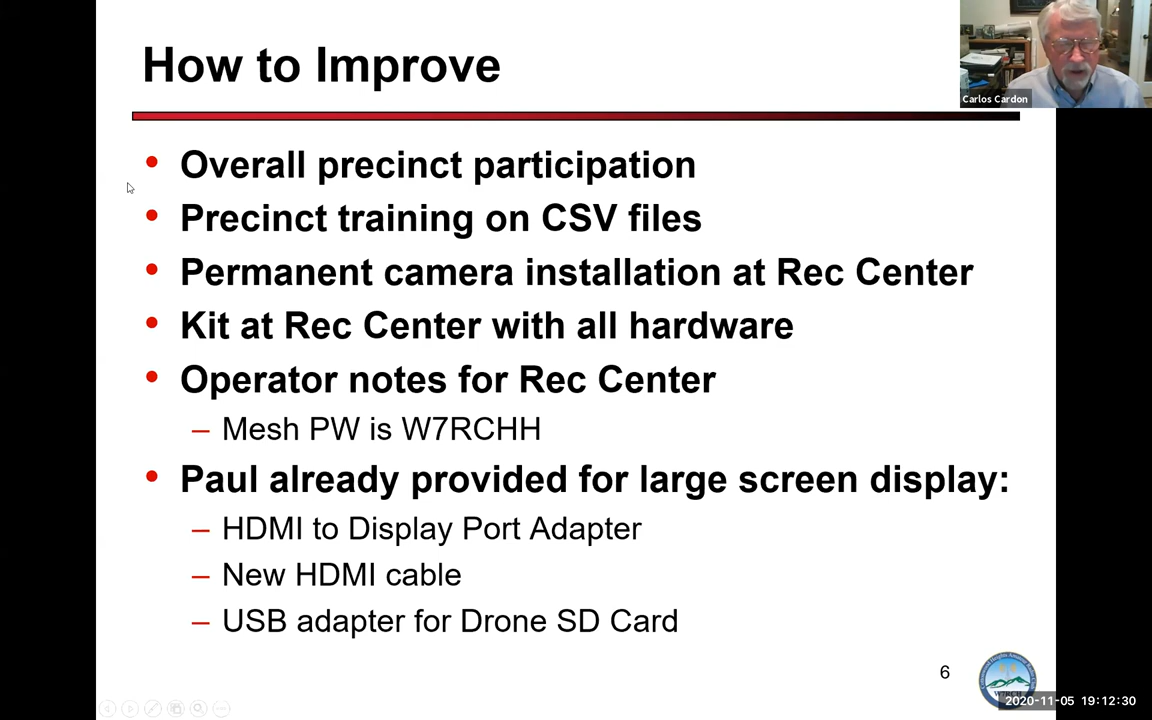 How to Improve
Carlos Cardon
• Overall precinct participation
• Precinct training on CSV files
• Permanent camera installation at Rec Center
• Kit at Rec Center with all hardware
• Operator notes for Rec Center
– Mesh PW is W7RCHH
• Paul already provided for large screen display:
– HDMI to Display Port Adapter
– New HDMI cable
– USB adapter for Drone SD Card
6
2020-11-05 19:12:30